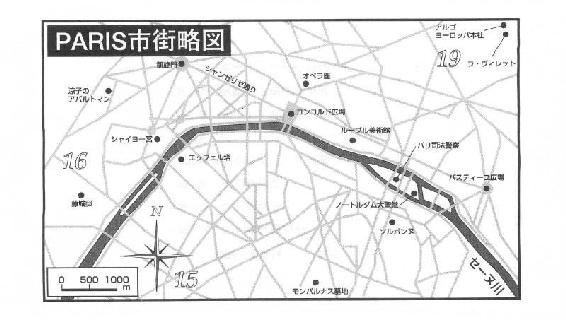 PARIS市街略図
アルゴ
ヨーロッパ本社
19
ラ・ヴィレット
凱旋門
シャンゼリゼ通り
オペラ座
涼子の
アパルトマン
コンコルド広場
ルーブル美術館
シャイヨー宮
エッフェル塔
パリ司法警察
16
バスティーユ広場
ノートルダム大聖堂
N
ソルボンヌ
15
セーヌ川
0 500 1000
m
モンパルナス墓地